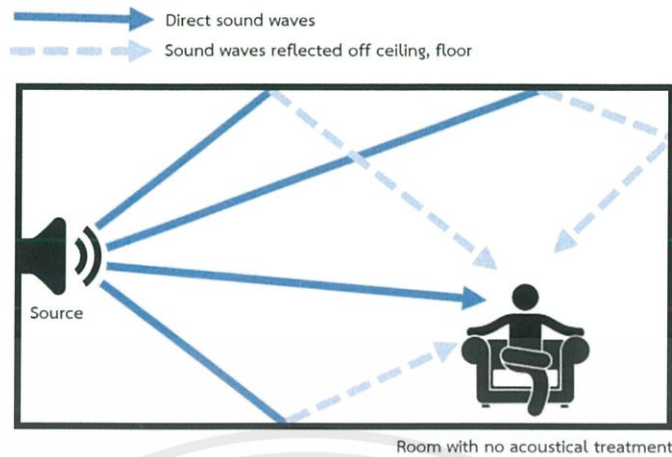 Direct sound waves
Sound waves reflected off ceiling, floor
Source
Room with no acoustical treatment